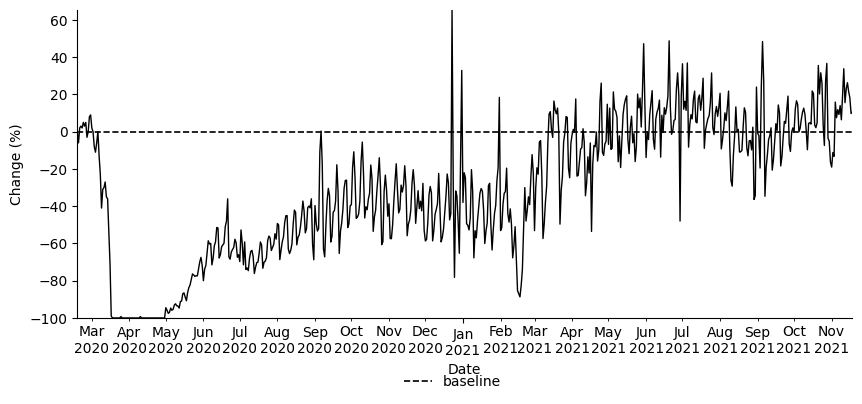 Change (%)
60
40
20
0
−20
−40
−60
−80
−100
Mar Apr May Jun Jul Aug Sep Oct Nov Dec Jan Feb Mar Apr May Jun Jul Aug Sep Oct Nov
2020 2020 2020 2020 2020 2020 2020 2020 2020 2020 2021 2021 2021 2021 2021 2021 2021 2021 2021 2021 2021
Date
baseline